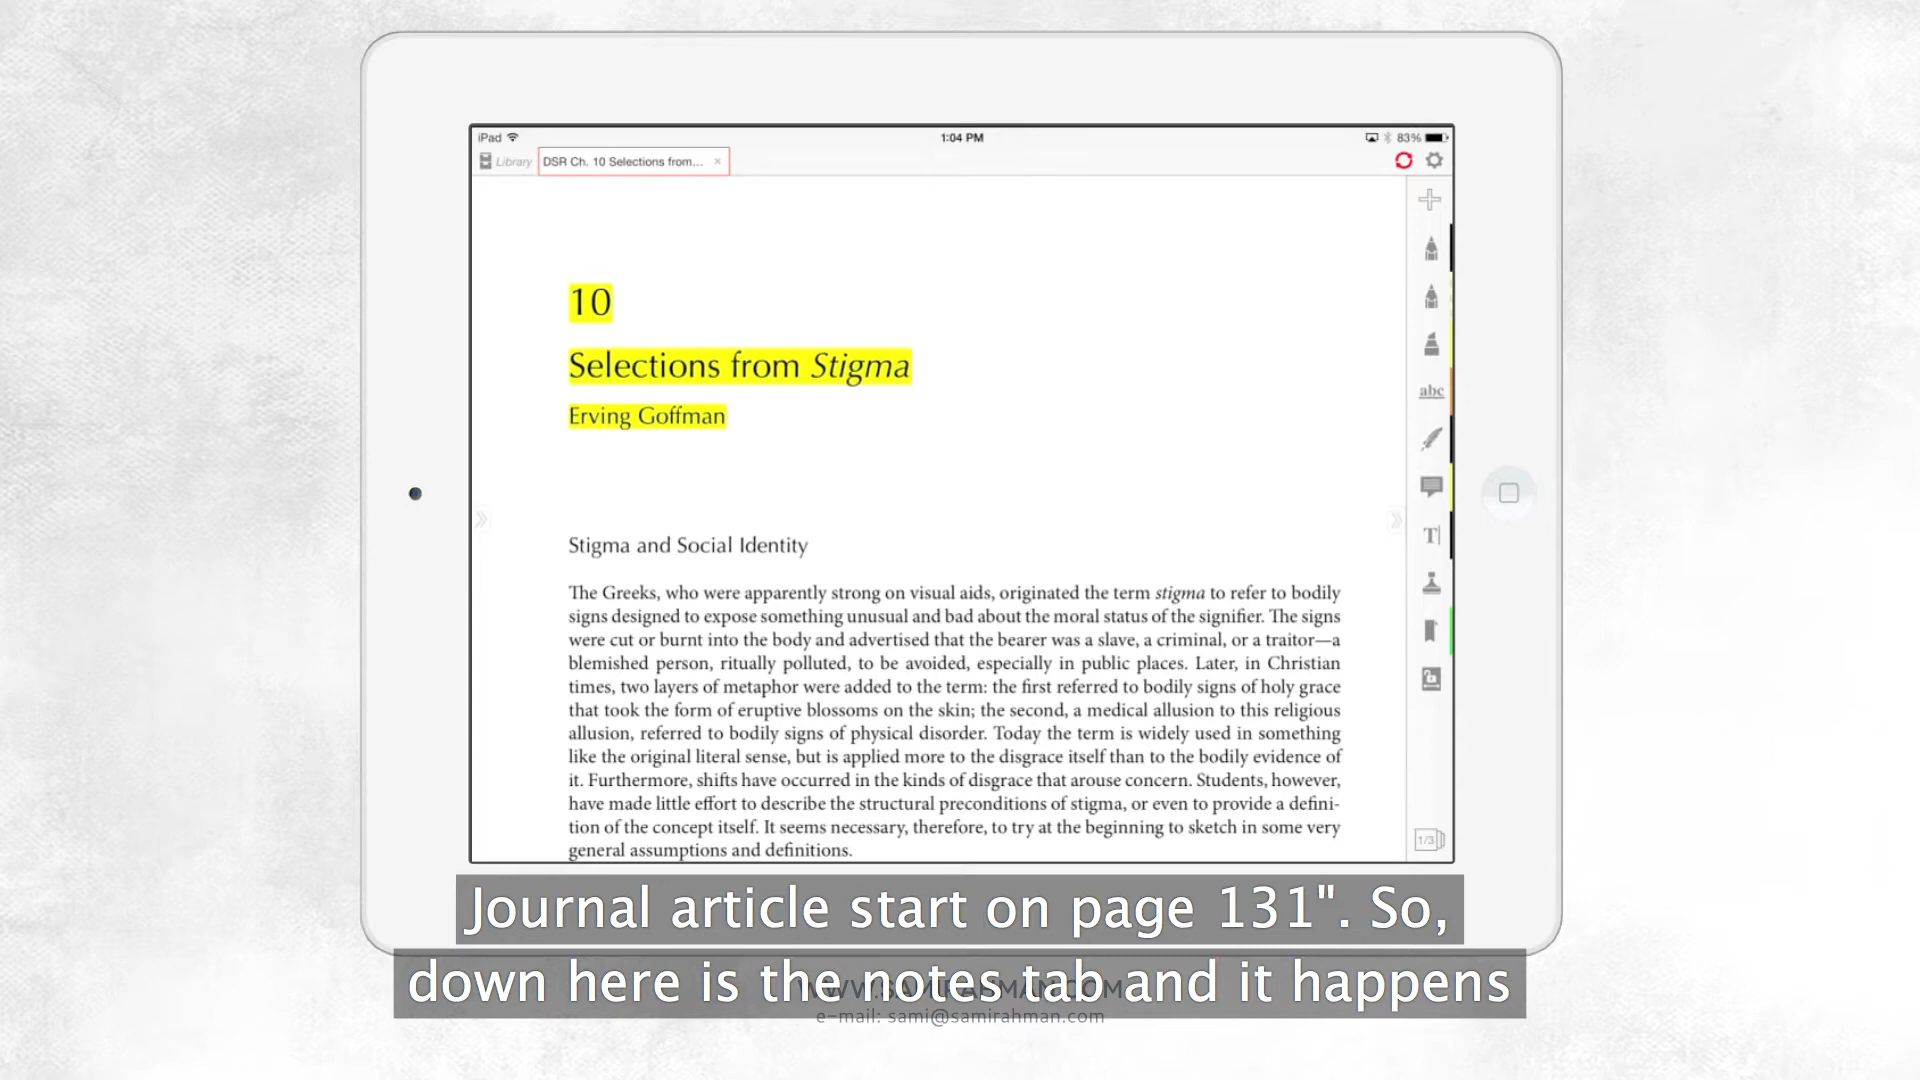 iPad 1:04 PM 83%
Library DSR Ch. 10 Selections from... ×
10
Selections from Stigma
Erving Goffman
abc
T|
Stigma and Social Identity
The Greeks, who were apparently strong on visual aids, originated the term stigma to refer to bodily
signs designed to expose something unusual and bad about the moral status of the signifier. The signs
were cut or burnt into the body and advertised that the bearer was a slave, a criminal, or a traitor—a
blemished person, ritually polluted, to be avoided, especially in public places. Later, in Christian
times, two layers of metaphor were added to the term: the first referred to bodily signs of holy grace
that took the form of eruptive blossoms on the skin; the second, a medical allusion to this religious
allusion, referred to bodily signs of physical disorder. Today the term is widely used in something
like the original literal sense, but is applied more to the disgrace itself than to the bodily evidence of
it. Furthermore, shifts have occurred in the kinds of disgrace that arouse concern. Students, however,
have made little effort to describe the structural preconditions of stigma, or even to provide a defini-
tion of the concept itself. It seems necessary, therefore, to try at the beginning to sketch in some very
general assumptions and definitions.
1/3
Journal article start on page 131". So,
down here is the notes tab and it happens
WWW.SAMIRAHMAN.COM
e-mail: sami@samirahman.com